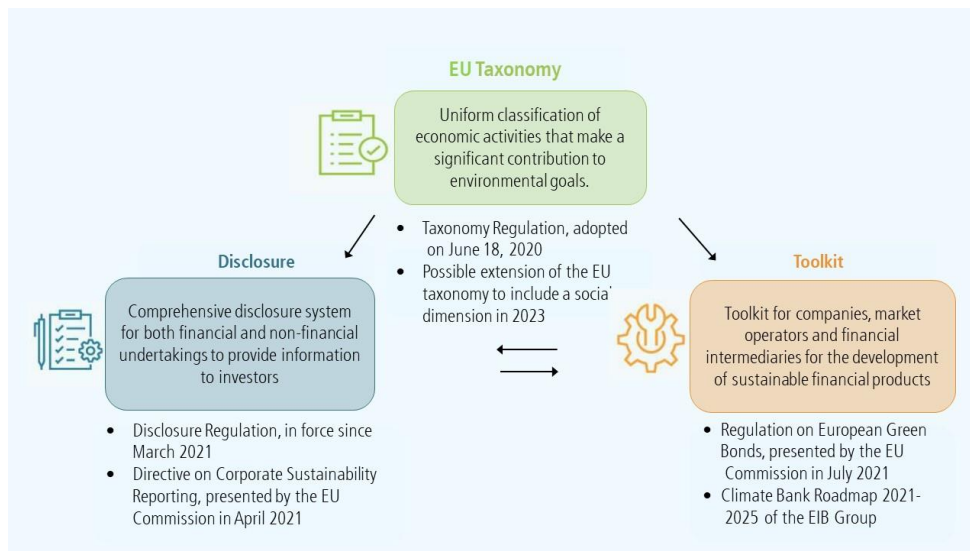 EU Taxonomy
Uniform classification of
economic activities that make a
significant contribution to
environmental goals.
• Taxonomy Regulation, adopted
on June 18, 2020
• Possible extension of the EU
taxonomy to include a social
dimension in 2023
Disclosure
Comprehensive disclosure system
for both financial and non-financial
undertakings to provide information
to investors
• Disclosure Regulation, in force since
March 2021
• Directive on Corporate Sustainability
Reporting, presented by the EU
Commission in April 2021
Toolkit
Toolkit for companies, market
operators and financial
intermediaries for the development
of sustainable financial products
• Regulation on European Green
Bonds, presented by the EU
Commission in July 2021
• Climate Bank Roadmap 2021-
2025 of the EIB Group